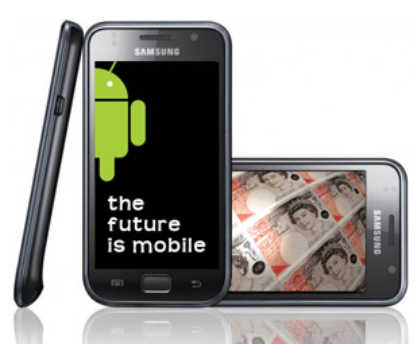 SAMSUNG
the
future
is mobile
SAMSUNG